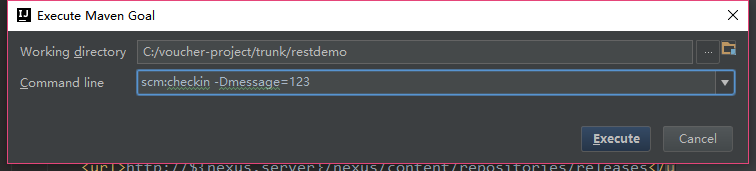 Execute Maven Goal
Working directory C:/voucher-project/trunk/restdemo ...
Command line scm:checkin -Dmessage=123
Execute Cancel
<url>http://${nexus.server}/nexus/content/repositories/releases</u